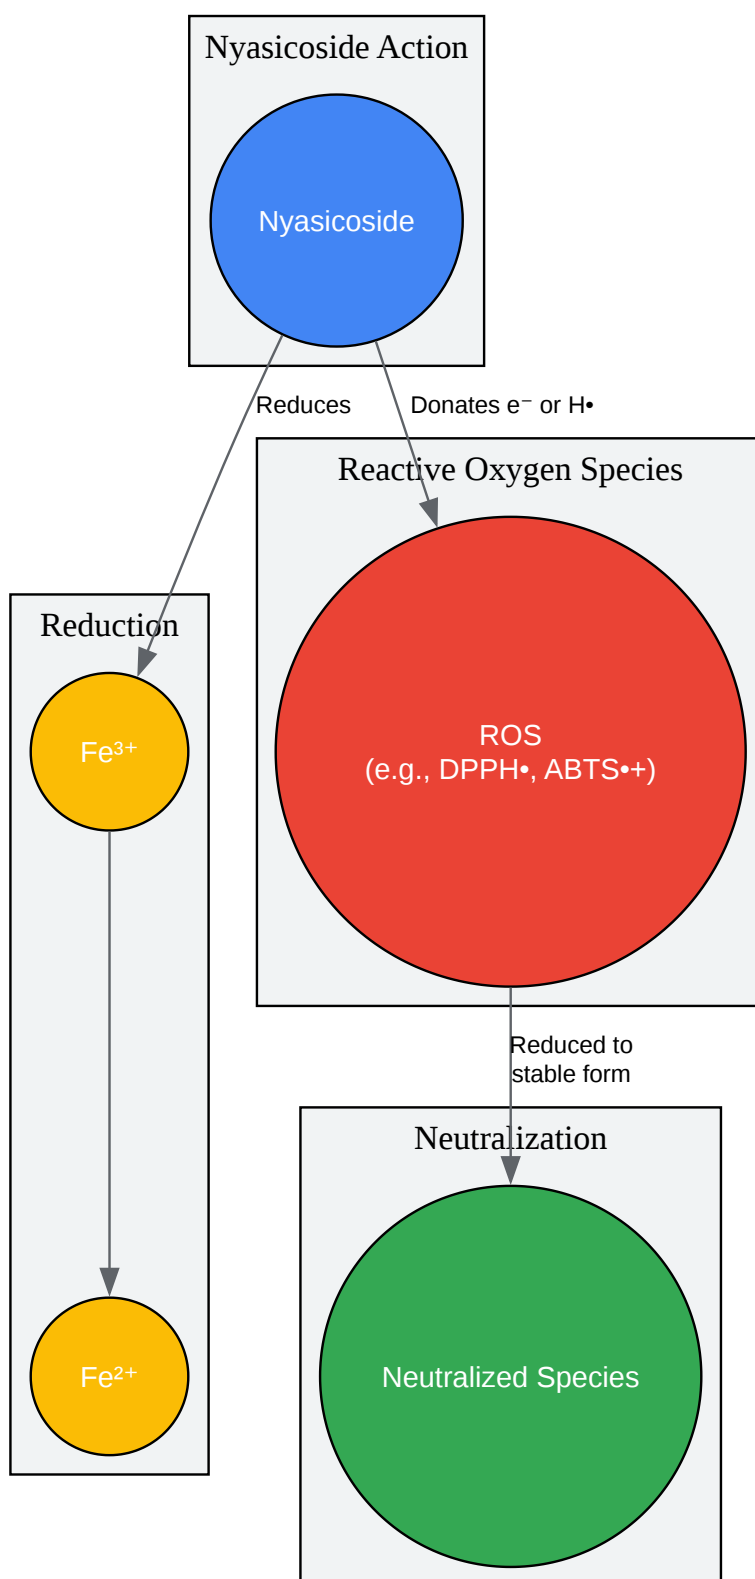 Nyasicoside Action
Nyasicoside
Reduces
Donates e⁻ or H•
Reactive Oxygen Species
Reduction
Fe³⁺
ROS
(e.g., DPPH•, ABTS•+)
Reduced to
stable form
Neutralization
Fe²⁺
Neutralized Species